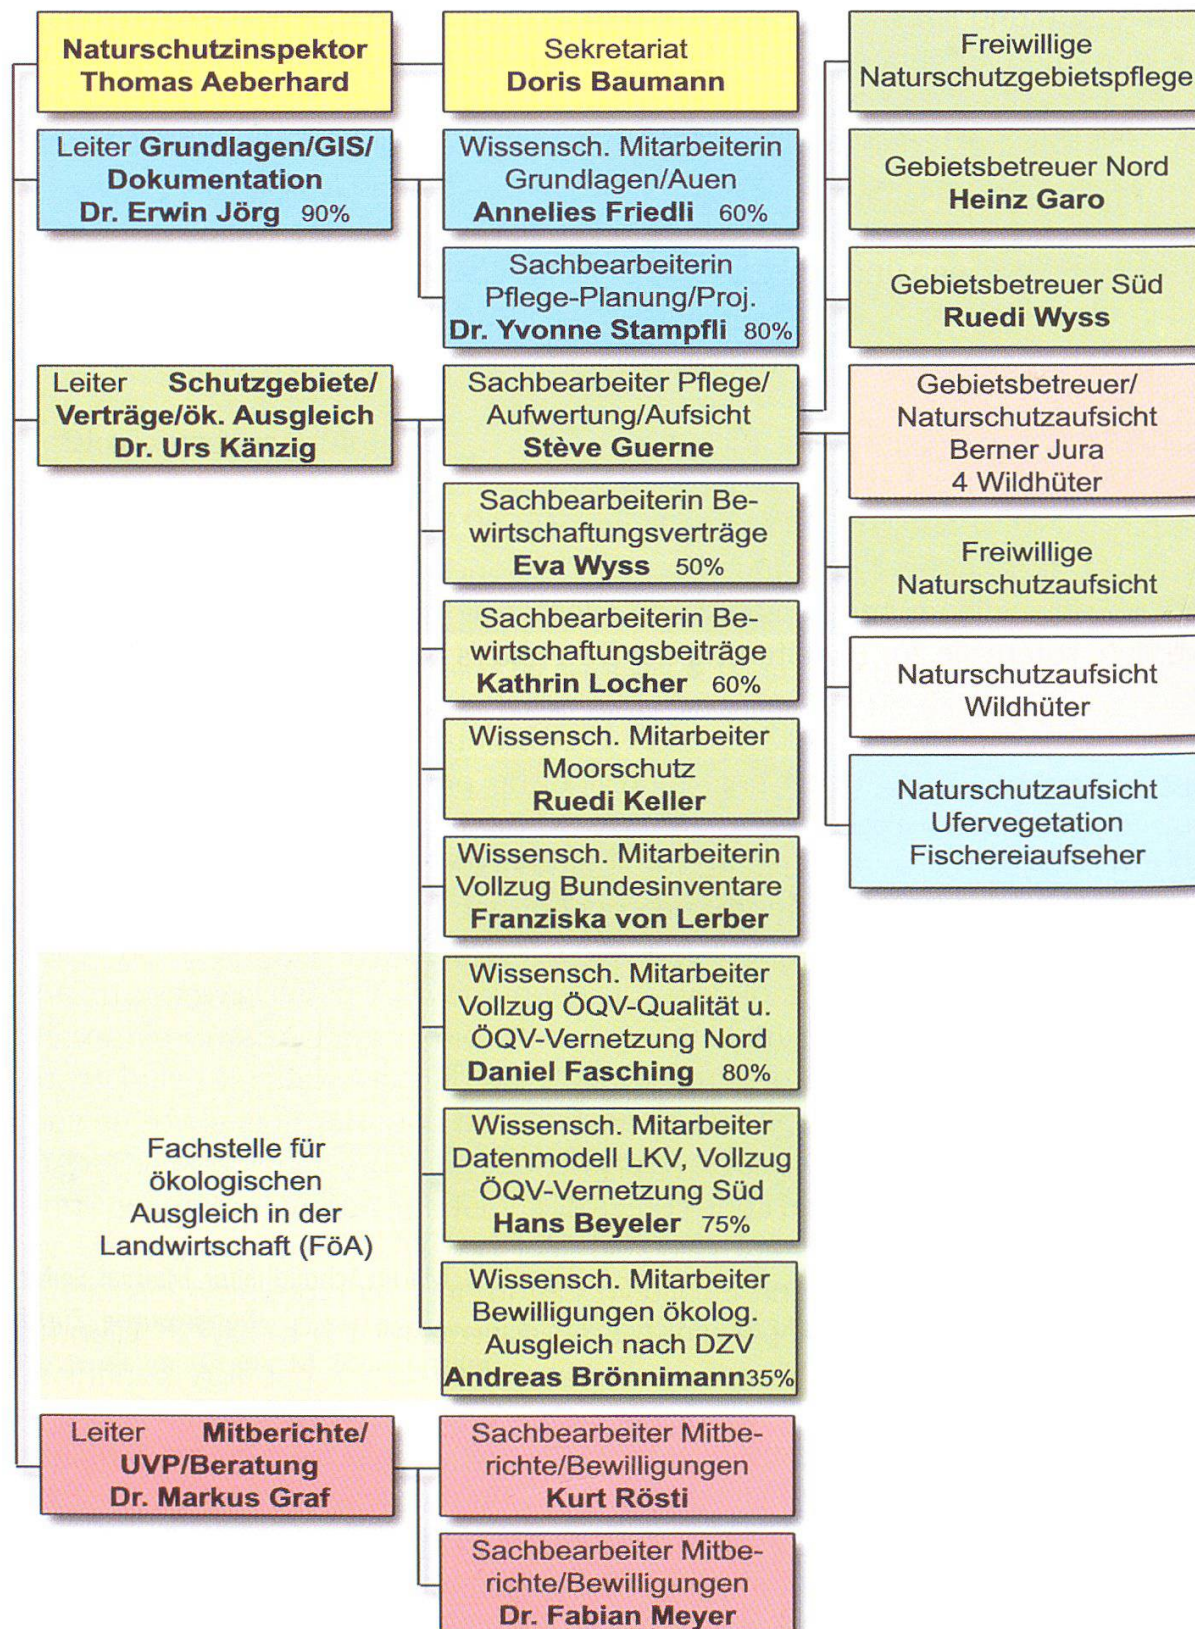 Naturschutzinspektor
Thomas Aeberhard
Sekretariat
Doris Baumann
Freiwillige
Naturschutzgebietspflege
Leiter Grundlagen/GIS/
Dokumentation
Dr. Erwin Jörg 90%
Wissensch. Mitarbeiterin
Grundlagen/Auen
Annelies Friedli 60%
Gebietsbetreuer Nord
Heinz Garo
Sachbearbeiterin
Pflege-Planung/Proj.
Dr. Yvonne Stampfli 80%
Gebietsbetreuer Süd
Ruedi Wyss
Leiter Schutzgebiete/
Verträge/ök. Ausgleich
Dr. Urs Känzig
Sachbearbeiter Pflege/
Aufwertung/Aufsicht
Stève Guerne
Gebietsbetreuer/
Naturschutzaufsicht
Berner Jura
4 Wildhüter
Sachbearbeiterin Be-
wirtschaftungsverträge
Eva Wyss 50%
Freiwillige
Naturschutzaufsicht
Sachbearbeiterin Be-
wirtschaftungsbeiträge
Kathrin Locher 60%
Naturschutzaufsicht
Wildhüter
Wissensch. Mitarbeiter
Moorschutz
Ruedi Keller
Naturschutzaufsicht
Ufervegetation
Fischereiaufseher
Wissensch. Mitarbeiterin
Vollzug Bundesinventare
Franziska von Lerber
Wissensch. Mitarbeiter
Vollzug ÖQV-Qualität u.
ÖQV-Vernetzung Nord
Daniel Fasching 80%
Fachstelle für
ökologischen
Ausgleich in der
Landwirtschaft (FöA)
Wissensch. Mitarbeiter
Datenmodell LKV, Vollzug
ÖQV-Vernetzung Süd
Hans Beyeler 75%
Wissensch. Mitarbeiter
Bewilligungen ökolog.
Ausgleich nach DZV
Andreas Brönnimann35%
Leiter Mitberichte/
UVP/Beratung
Dr. Markus Graf
Sachbearbeiter Mitbe-
richte/Bewilligungen
Kurt Rösti
Sachbearbeiter Mitbe-
richte/Bewilligungen
Dr. Fabian Meyer